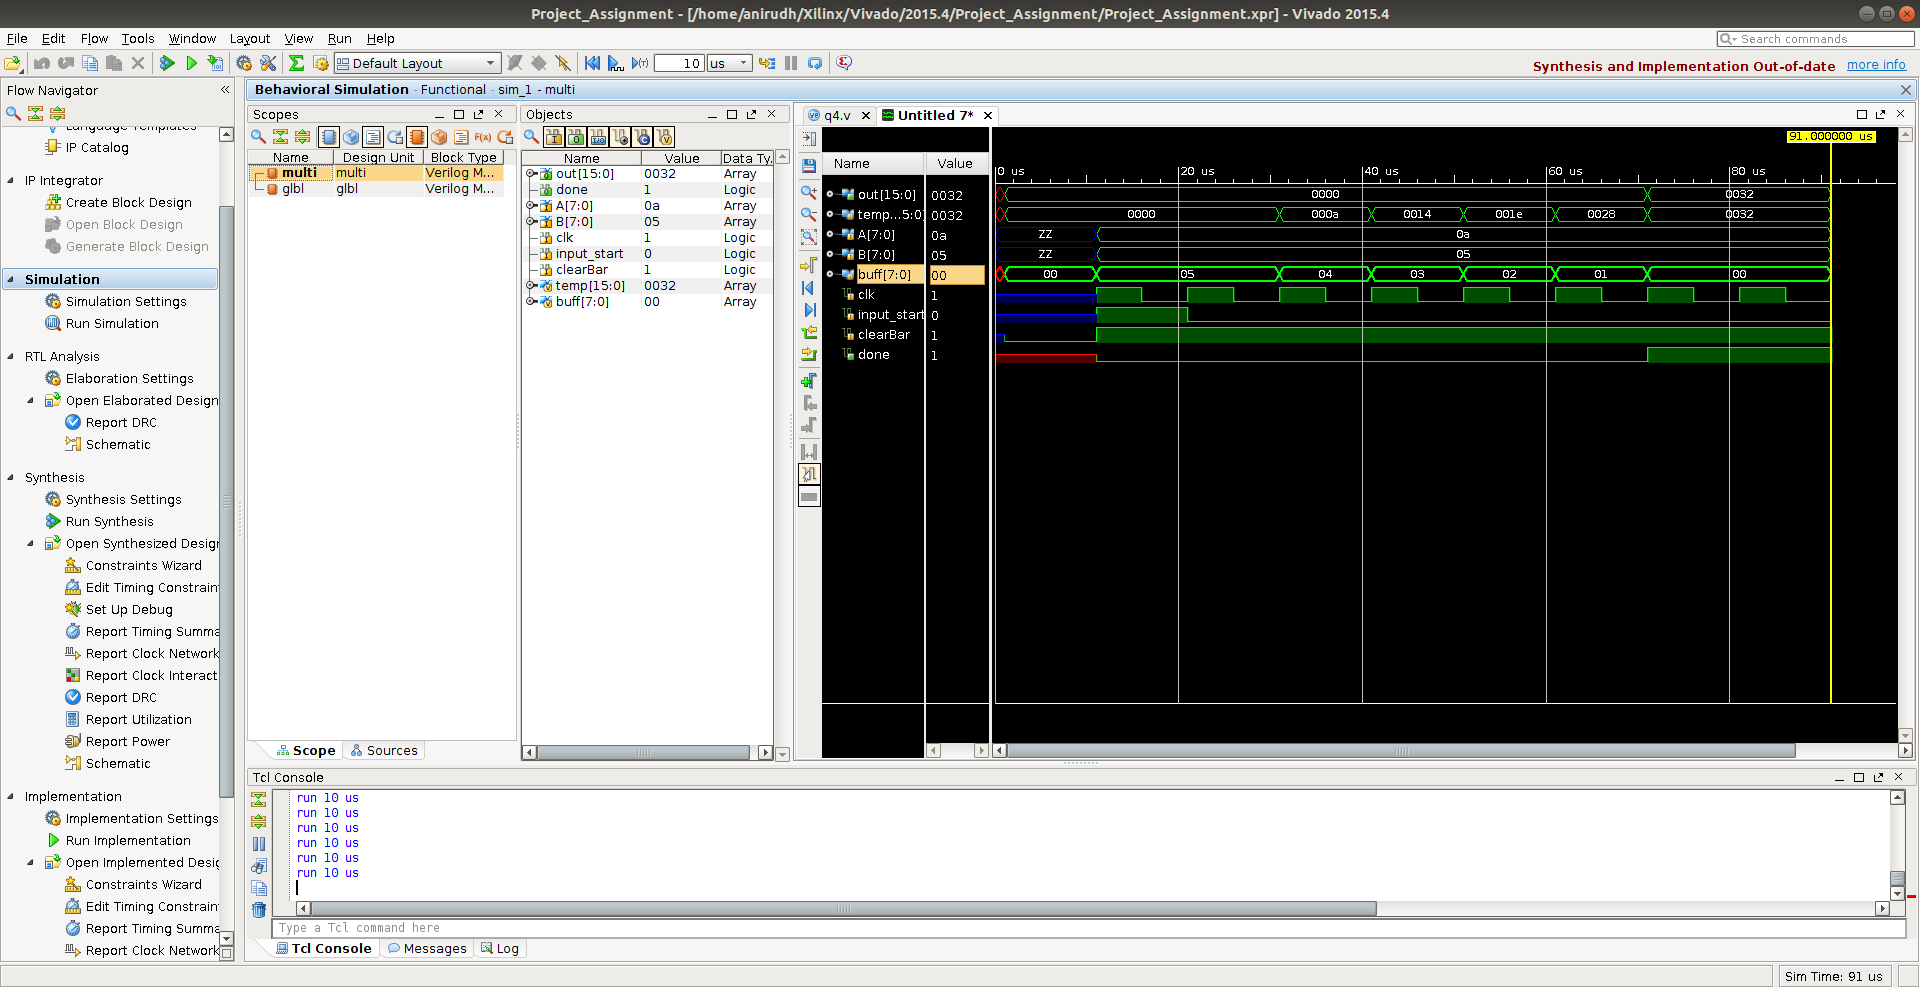 Project_Assignment - [/home/anirudh/Xilinx/Vivado/2015.4/Project_Assignment/Project_Assignment.xpr] - Vivado 2015.4
File Edit Flow Tools Window Layout View Run Help
Search commands
Default Layout
10 us
Synthesis and Implementation Out-of-date more info
Flow Navigator
Language Templates
IP Catalog
IP Integrator
Create Block Design
Open Block Design
Generate Block Design
Simulation
Simulation Settings
Run Simulation
RTL Analysis
Elaboration Settings
Open Elaborated Design
Report DRC
Schematic
Synthesis
Synthesis Settings
Run Synthesis
Open Synthesized Desigr
Constraints Wizard
Edit Timing Constrain
Set Up Debug
Report Timing Summa
Report Clock Network
Report Clock Interact
Report DRC
Report Utilization
Report Power
Schematic
Implementation
Implementation Settings
Run Implementation
Open Implemented Desig
Constraints Wizard
Edit Timing Constrain
Report Timing Summa
Report Clock Network
Behavioral Simulation - Functional - sim_1 - multi
Scopes
Name Design Unit Block Type
multi multi Verilog M...
glbl glbl Verilog M...
Scope Sources
Objects
Name Value Data Ty.
out[15:0] 0032 Array
done 1 Logic
A[7:0] 0a Array
B[7:0] 05 Array
clk 1 Logic
input_start 0 Logic
clearBar 1 Logic
temp[15:0] 0032 Array
buff[7:0] 00 Array
q4.v Untitled 7*
91.000000 us
Name Value
0 us 20 us 40 us 60 us 80 us
out[15:0] 0032 0000 0032
temp...5:0] 0032 0000 000a 0014 001e 0028 0032
A[7:0] 0a ZZ 0a
B[7:0] 05 ZZ 05
buff[7:0] 00 00 05 04 03 02 01 00
clk 1
input_start 0
clearBar 1
done 1
Tcl Console
run 10 us
run 10 us
run 10 us
run 10 us
run 10 us
run 10 us
Type a Tcl command here
Tcl Console Messages Log
Sim Time: 91 us